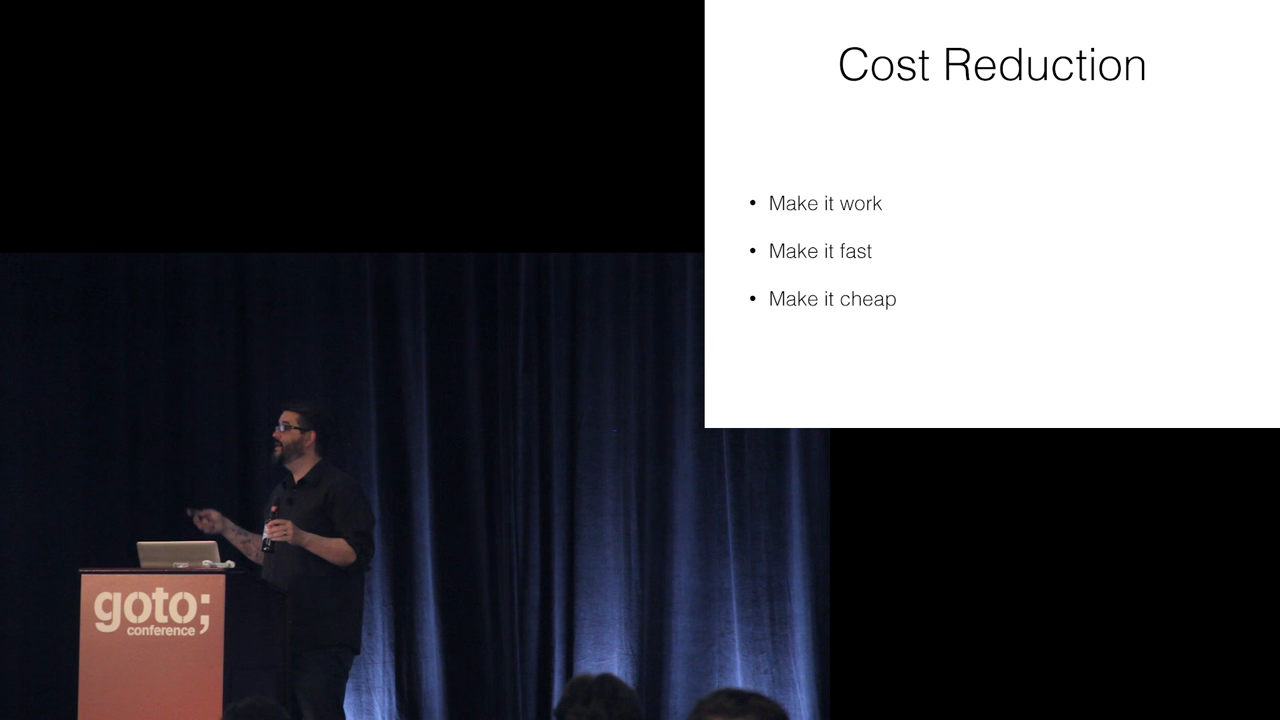 Cost Reduction
• Make it work
• Make it fast
• Make it cheap
goto;
conference